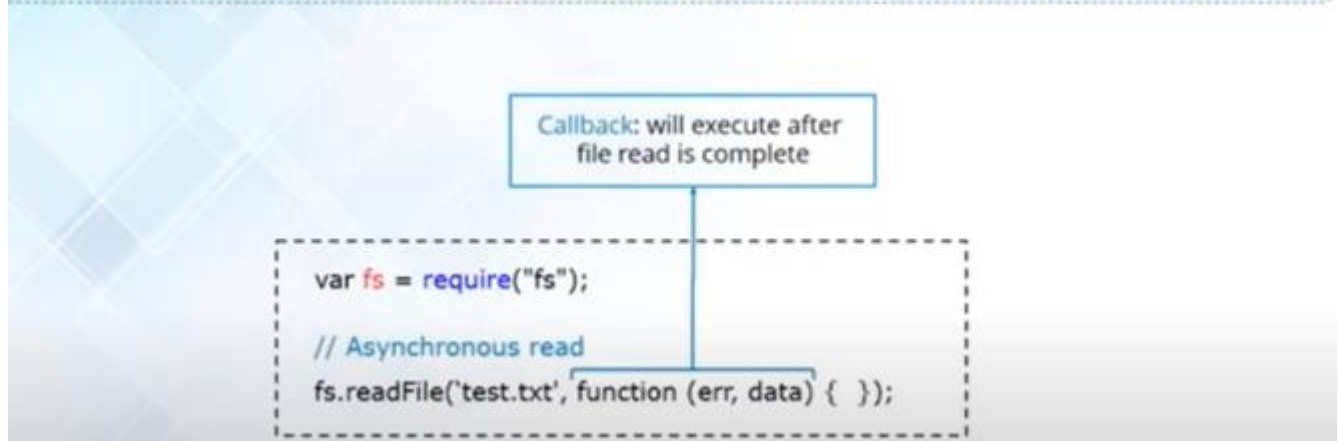 Callback: will execute after
file read is complete
var fs = require("fs");
// Asynchronous read
fs.readFile('test.txt', function (err, data) { });